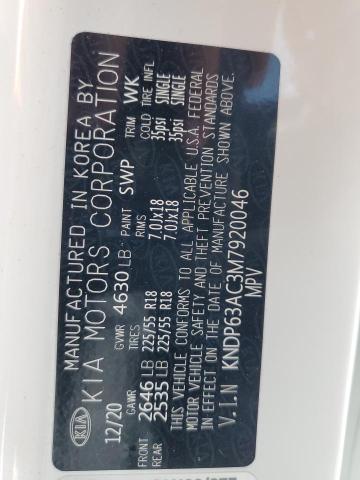 MANUFACTURED IN KOREA BY
KIA KIA MOTORS CORPORATION
12/20 GVWR 4630 LB PAINT SWP TRIM WK
GAWR TIRES RIMS COLD TIRE INFL
FRONT 2646 LB 225/55 R18 7.0Jx18 35psi SINGLE
REAR 2535 LB 225/55 R18 7.0Jx18 35psi SINGLE
THIS VEHICLE CONFORMS TO ALL APPLICABLE U.S.A. FEDERAL
MOTOR VEHICLE SAFETY AND THEFT PREVENTION STANDARDS
IN EFFECT ON THE DATE OF MANUFACTURE SHOWN ABOVE.
V.I.N KNDP63AC3M7920046
MPV